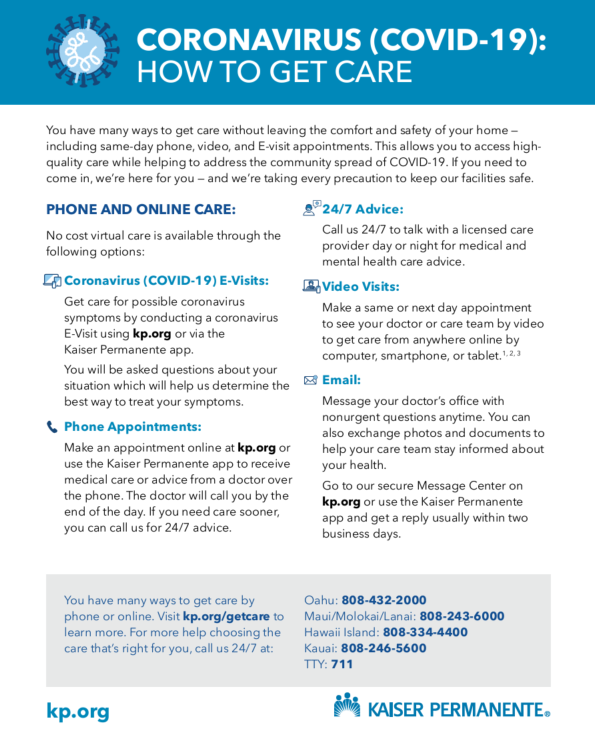 CORONAVIRUS (COVID-19):
HOW TO GET CARE
You have many ways to get care without leaving the comfort and safety of your home —
including same-day phone, video, and E-visit appointments. This allows you to access high-
quality care while helping to address the community spread of COVID-19. If you need to
come in, we're here for you — and we're taking every precaution to keep our facilities safe.
PHONE AND ONLINE CARE:
No cost virtual care is available through the
following options:
Coronavirus (COVID-19) E-Visits:
Get care for possible coronavirus
symptoms by conducting a coronavirus
E-Visit using kp.org or via the
Kaiser Permanente app.
You will be asked questions about your
situation which will help us determine the
best way to treat your symptoms.
Phone Appointments:
Make an appointment online at kp.org or
use the Kaiser Permanente app to receive
medical care or advice from a doctor over
the phone. The doctor will call you by the
end of the day. If you need care sooner,
you can call us for 24/7 advice.
24/7 Advice:
Call us 24/7 to talk with a licensed care
provider day or night for medical and
mental health care advice.
Video Visits:
Make a same or next day appointment
to see your doctor or care team by video
to get care from anywhere online by
computer, smartphone, or tablet.1, 2, 3
Email:
Message your doctor's office with
nonurgent questions anytime. You can
also exchange photos and documents to
help your care team stay informed about
your health.
Go to our secure Message Center on
kp.org or use the Kaiser Permanente
app and get a reply usually within two
business days.
You have many ways to get care by
phone or online. Visit kp.org/getcare to
learn more. For more help choosing the
care that's right for you, call us 24/7 at:
Oahu: 808-432-2000
Maui/Molokai/Lanai: 808-243-6000
Hawaii Island: 808-334-4400
Kauai: 808-246-5600
TTY: 711
kp.org
KAISER PERMANENTE®